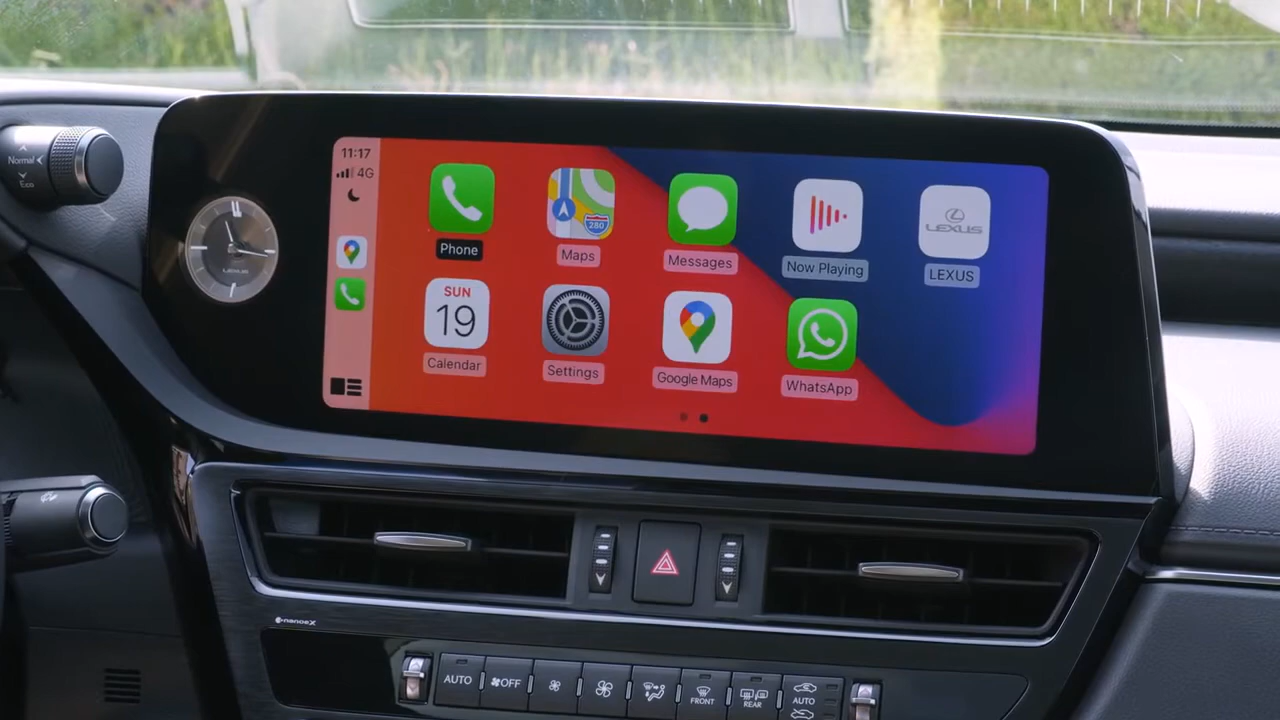 Normal
Eco
LEXUS
11:17
4G
Phone
Maps
280
Messages
Now Playing
LEXUS
LEXUS
SUN
19
Calendar
Settings
Google Maps
WhatsApp
nanoeX
AUTO
OFF
FRONT
REAR
AUTO